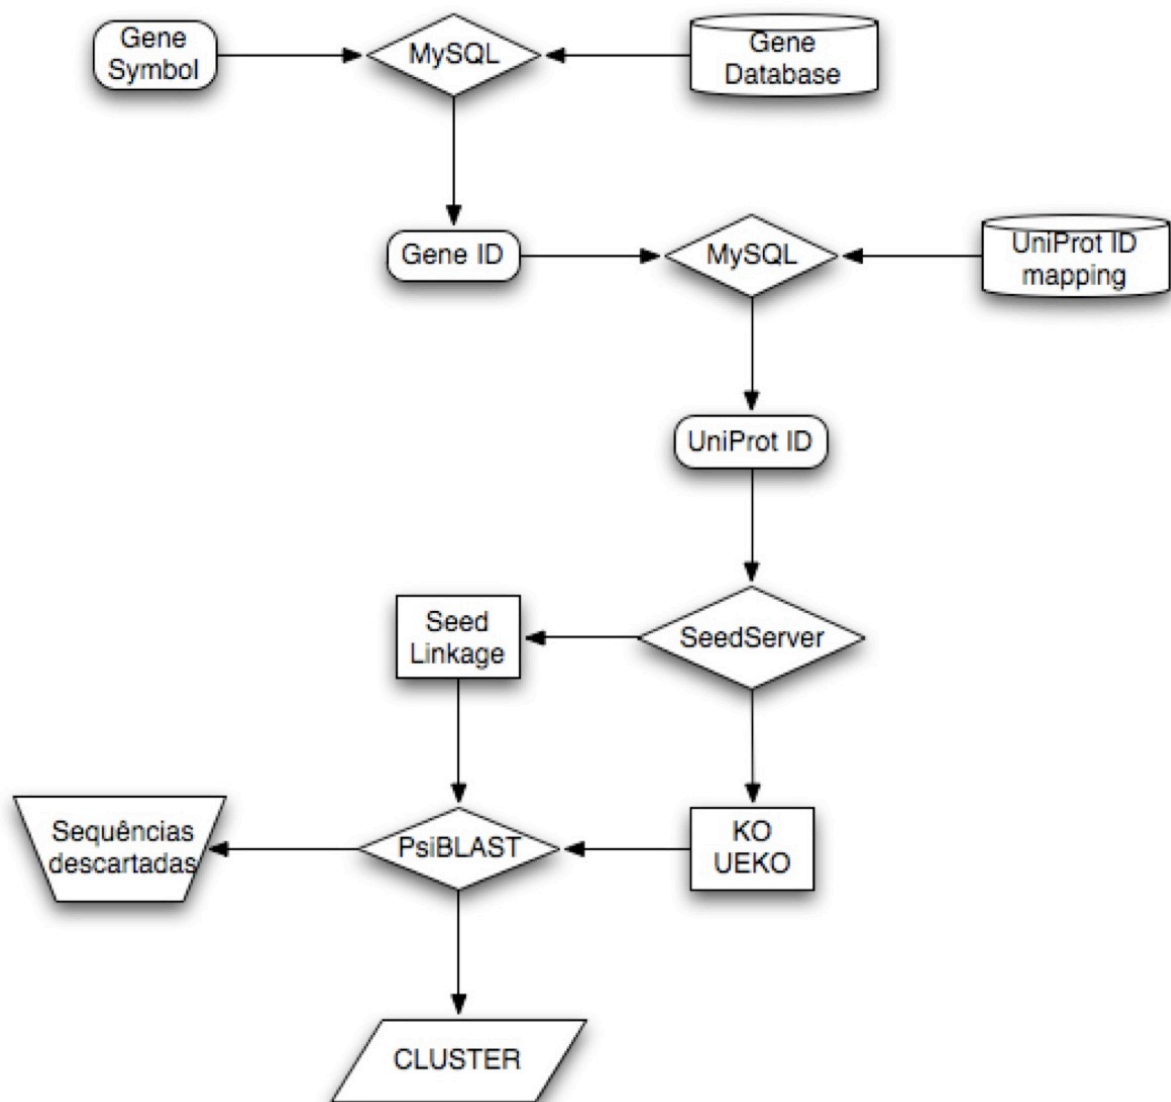 Gene
Symbol
MySQL
Gene
Database
Gene ID
MySQL
UniProt ID
mapping
UniProt ID
Seed
Linkage
SeedServer
Sequências
descartadas
PsiBLAST
KO
UEKO
CLUSTER